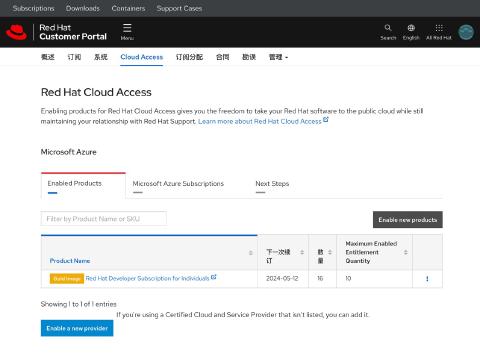 Subscriptions Downloads Containers Support Cases
Red Hat
Customer Portal
Menu
Search English All Red Hat
概述 订阅 系统 Cloud Access 订阅分配 合同 勘误 管理
Red Hat Cloud Access
Enabling products for Red Hat Cloud Access gives you the freedom to take your Red Hat software to the public cloud while still
maintaining your relationship with Red Hat Support. Learn more about Red Hat Cloud Access
Microsoft Azure
Enabled Products Microsoft Azure Subscriptions Next Steps
Filter by Product Name or SKU
Enable new products
Product Name 下一次续订 数量 Maximum Enabled Entitlement Quantity
Gold Image Red Hat Developer Subscription for Individuals 2024-05-12 16 10
Showing 1 to 1 of 1 entries
If you're using a Certified Cloud and Service Provider that isn't listed, you can add it.
Enable a new provider